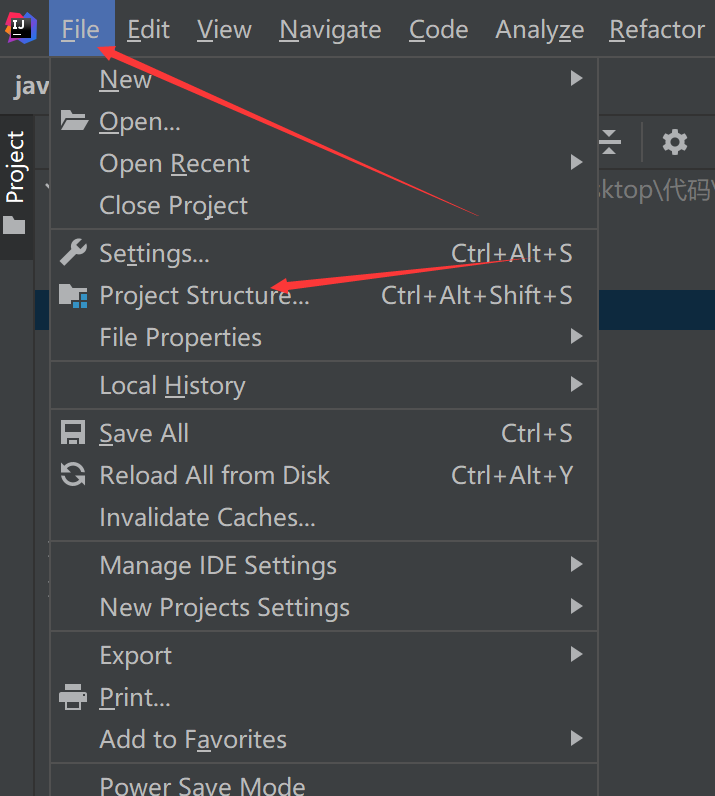 IJ
File Edit View Navigate Code Analyze Refactor
jav
Project
New
Open...
Open Recent
Close Project
sktop\代码\
Settings... Ctrl+Alt+S
Project Structure... Ctrl+Alt+Shift+S
File Properties
Local History
Save All Ctrl+S
Reload All from Disk Ctrl+Alt+Y
Invalidate Caches...
Manage IDE Settings
New Projects Settings
Export
Print...
Add to Favorites
Power Save Mode